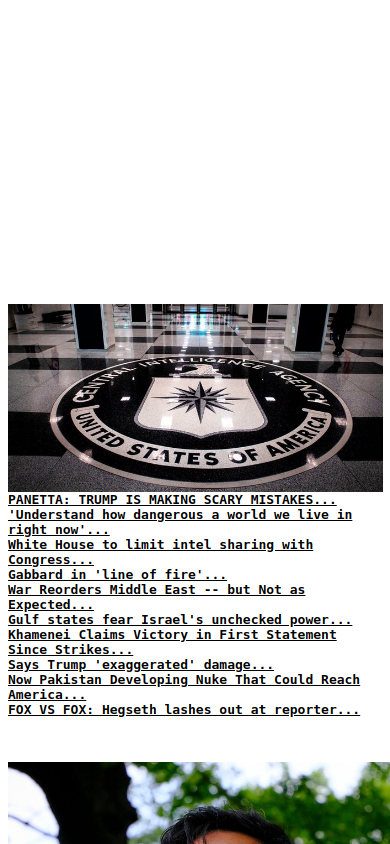 CENTRAL INTELLIGENCE AGENCY
UNITED STATES OF AMERICA
PANETTA: TRUMP IS MAKING SCARY MISTAKES...
'Understand how dangerous a world we live in
right now'...
White House to limit intel sharing with
Congress...
Gabbard in 'line of fire'...
War Reorders Middle East -- but Not as
Expected...
Gulf states fear Israel's unchecked power...
Khamenei Claims Victory in First Statement
Since Strikes...
Says Trump 'exaggerated' damage...
Now Pakistan Developing Nuke That Could Reach
America...
FOX VS FOX: Hegseth lashes out at reporter...